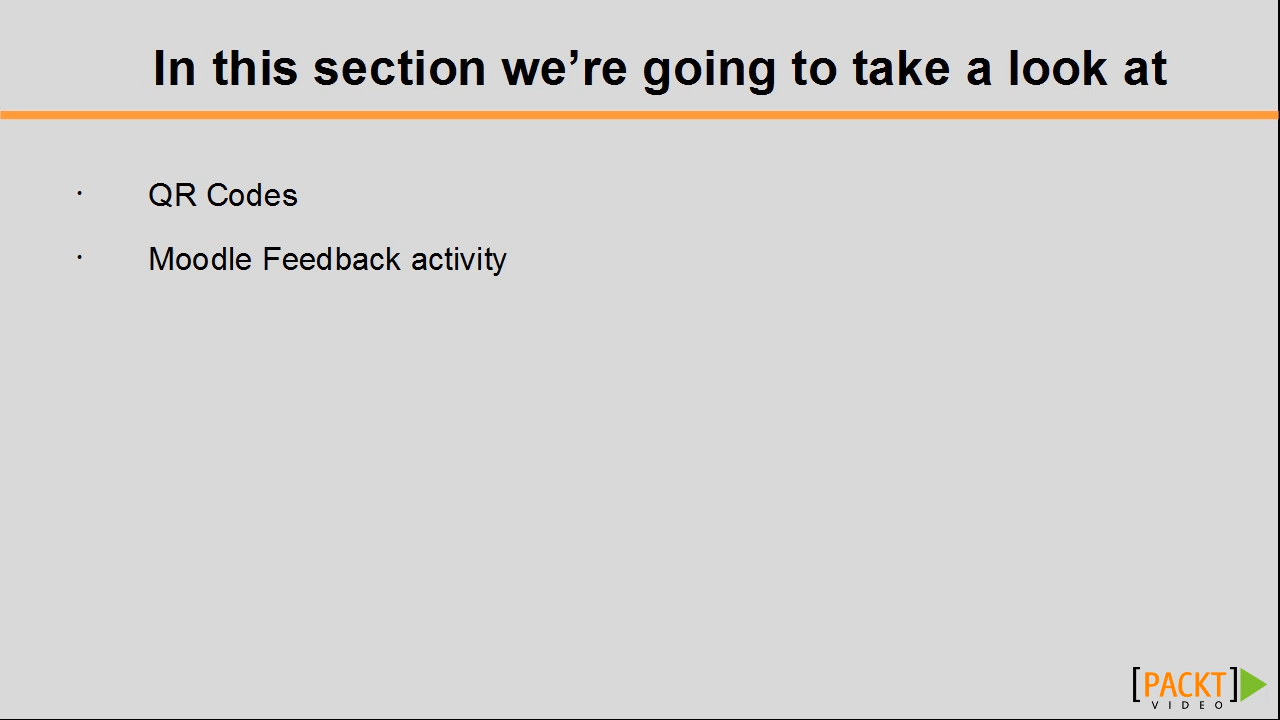 In this section we’re going to take a look at
· QR Codes
· Moodle Feedback activity
[PACKT]
VIDEO